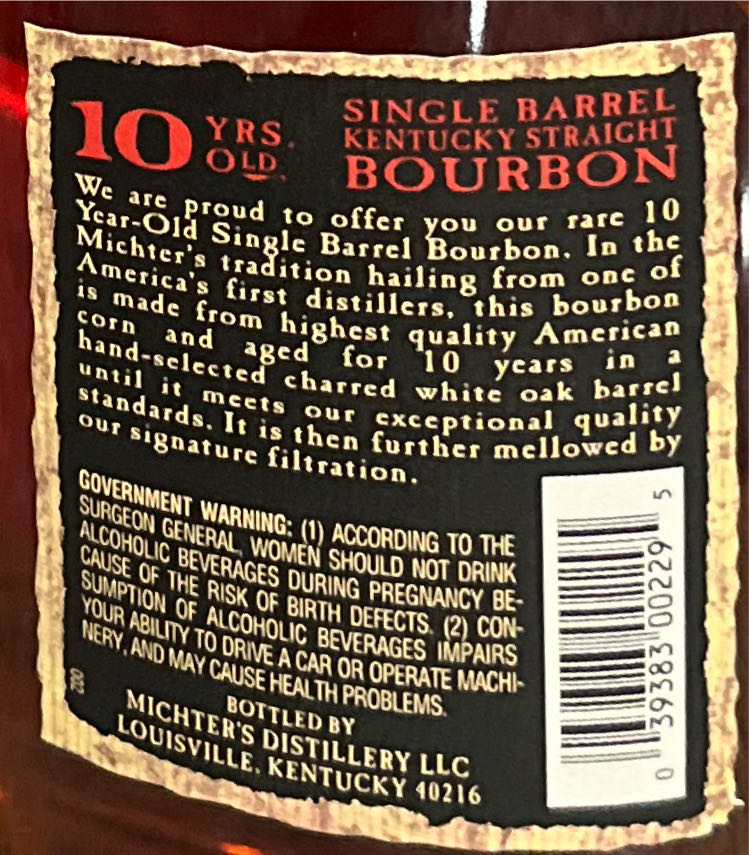 10 YRS. OLD.
SINGLE BARREL
KENTUCKY STRAIGHT
BOURBON
We are proud to offer you our rare 10
Year-Old Single Barrel Bourbon. In the
Michter's tradition hailing from one of
America's first distillers, this bourbon
is made from highest quality American
corn and aged for 10 years in a
hand-selected charred white oak barrel
until it meets our exceptional quality
standards. It is then further mellowed by
our signature filtration.
GOVERNMENT WARNING: (1) ACCORDING TO THE
SURGEON GENERAL, WOMEN SHOULD NOT DRINK
ALCOHOLIC BEVERAGES DURING PREGNANCY BE-
CAUSE OF THE RISK OF BIRTH DEFECTS. (2) CON-
SUMPTION OF ALCOHOLIC BEVERAGES IMPAIRS
YOUR ABILITY TO DRIVE A CAR OR OPERATE MACHI-
NERY, AND MAY CAUSE HEALTH PROBLEMS.
002
BOTTLED BY
MICHTER'S DISTILLERY LLC
LOUISVILLE, KENTUCKY 40216
0 39383 00229 5